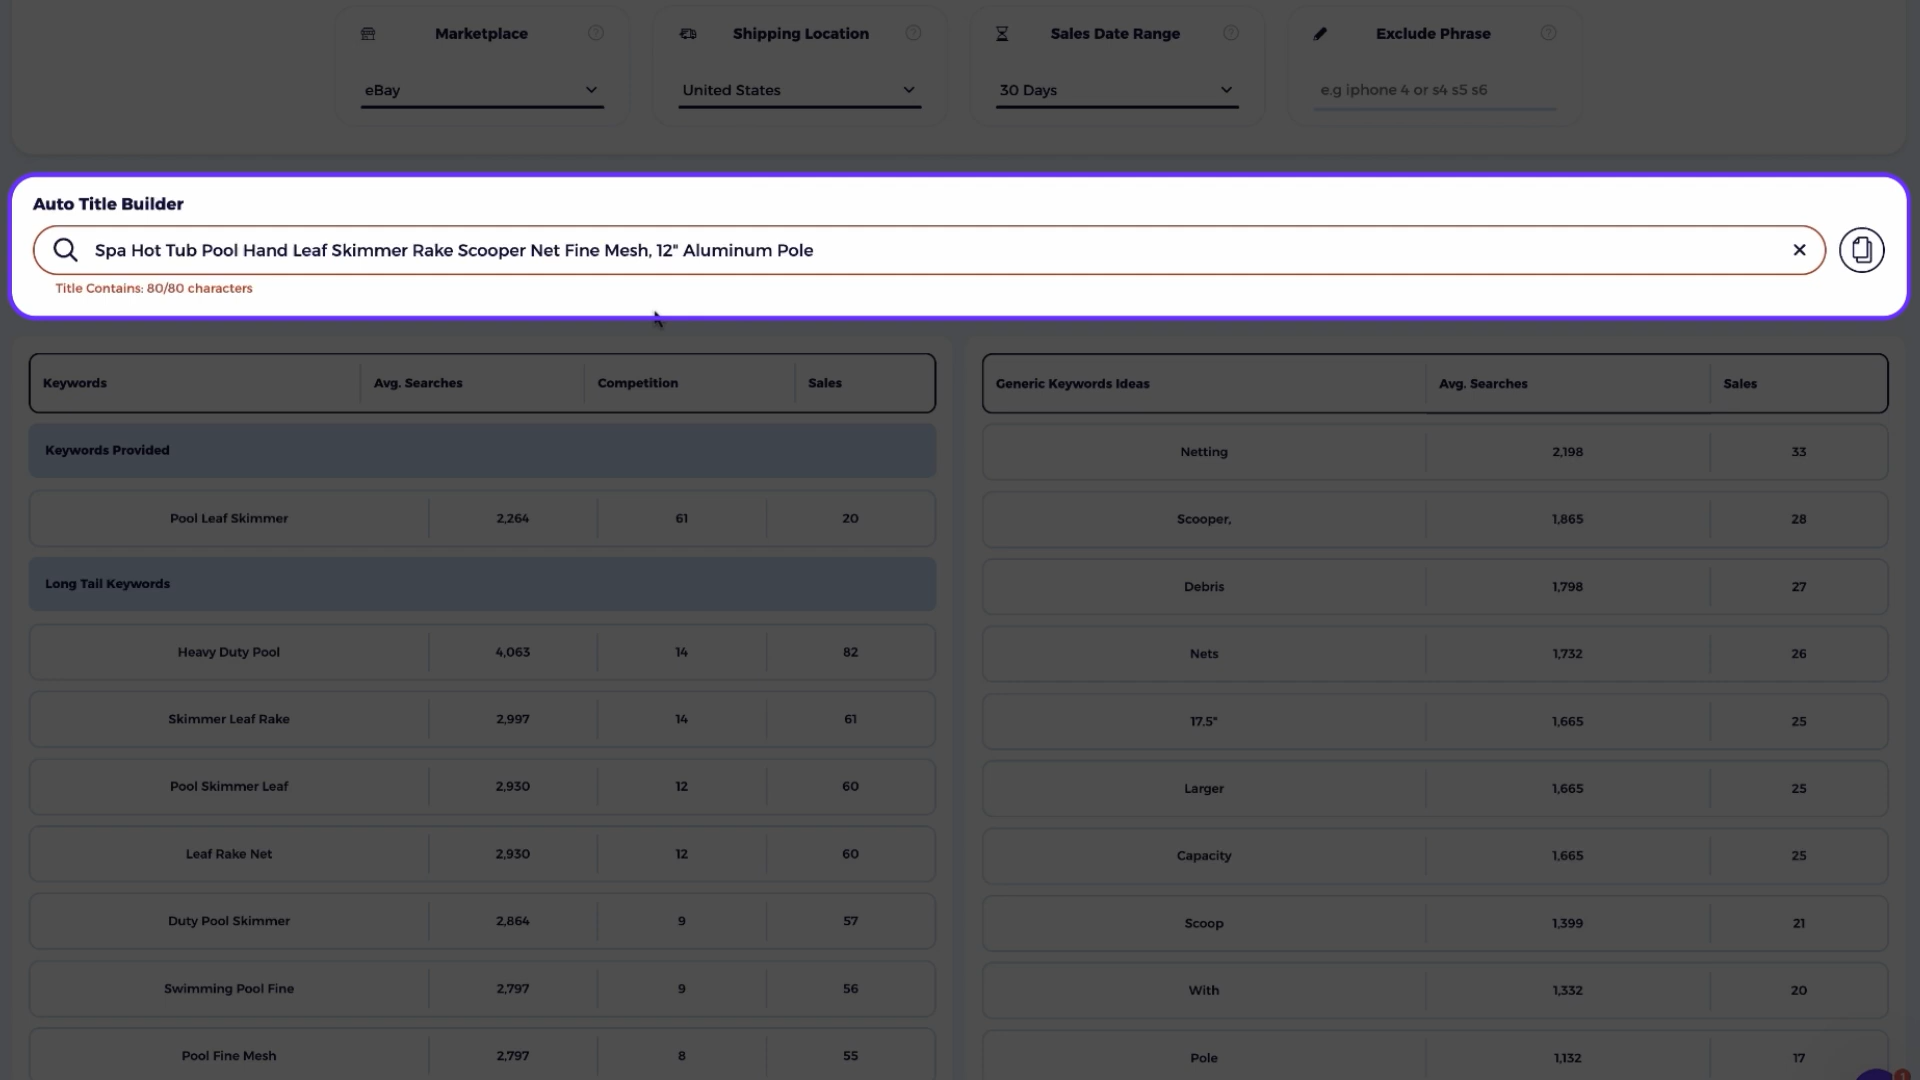 Marketplace
Shipping Location
Sales Date Range
Exclude Phrase
eBay
United States
30 Days
e.g iphone 4 or s4 s5 s6
Auto Title Builder
Spa Hot Tub Pool Hand Leaf Skimmer Rake Scooper Net Fine Mesh, 12" Aluminum Pole
Title Contains: 80/80 characters
Keywords Avg. Searches Competition Sales
Keywords Provided
Pool Leaf Skimmer 2,264 61 20
Long Tail Keywords
Heavy Duty Pool 4,063 14 82
Skimmer Leaf Rake 2,997 14 61
Pool Skimmer Leaf 2,930 12 60
Leaf Rake Net 2,930 12 60
Duty Pool Skimmer 2,864 9 57
Swimming Pool Fine 2,797 9 56
Pool Fine Mesh 2,797 8 55
Generic Keywords Ideas Avg. Searches Sales
Netting 2,198 33
Scooper, 1,865 28
Debris 1,798 27
Nets 1,732 26
17.5" 1,665 25
Larger 1,665 25
Capacity 1,665 25
Scoop 1,399 21
With 1,332 20
Pole 1,132 17